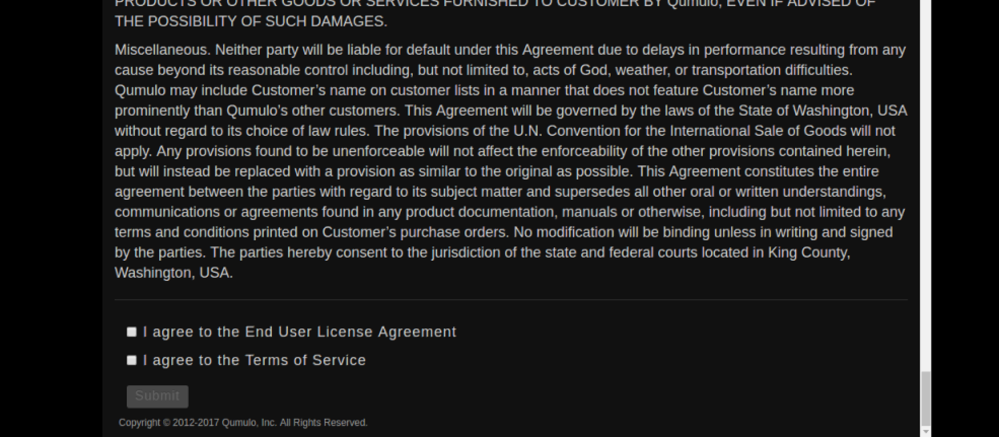 PRODUCTS OR OTHER GOODS OR SERVICES FURNISHED TO CUSTOMER BY Qumulo, EVEN IF ADVISED OF
THE POSSIBILITY OF SUCH DAMAGES.
Miscellaneous. Neither party will be liable for default under this Agreement due to delays in performance resulting from any
cause beyond its reasonable control including, but not limited to, acts of God, weather, or transportation difficulties.
Qumulo may include Customer’s name on customer lists in a manner that does not feature Customer’s name more
prominently than Qumulo’s other customers. This Agreement will be governed by the laws of the State of Washington, USA
without regard to its choice of law rules. The provisions of the U.N. Convention for the International Sale of Goods will not
apply. Any provisions found to be unenforceable will not affect the enforceability of the other provisions contained herein,
but will instead be replaced with a provision as similar to the original as possible. This Agreement constitutes the entire
agreement between the parties with regard to its subject matter and supersedes all other oral or written understandings,
communications or agreements found in any product documentation, manuals or otherwise, including but not limited to any
terms and conditions printed on Customer’s purchase orders. No modification will be binding unless in writing and signed
by the parties. The parties hereby consent to the jurisdiction of the state and federal courts located in King County,
Washington, USA.
I agree to the End User License Agreement
I agree to the Terms of Service
Submit
Copyright © 2012-2017 Qumulo, Inc. All Rights Reserved.